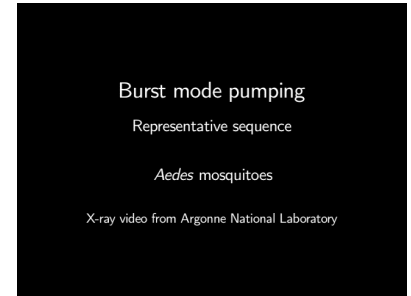 Burst mode pumping
Representative sequence
Aedes mosquitoes
X-ray video from Argonne National Laboratory